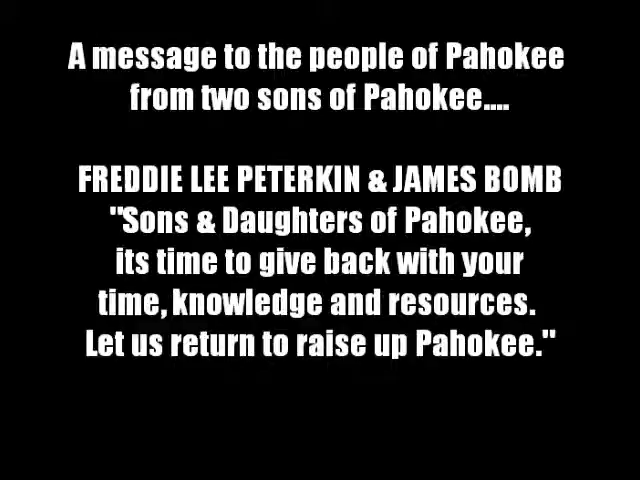 A message to the people of Pahokee
from two sons of Pahokee....
FREDDIE LEE PETERKIN & JAMES BOMB
"Sons & Daughters of Pahokee,
its time to give back with your
time, knowledge and resources.
Let us return to raise up Pahokee."